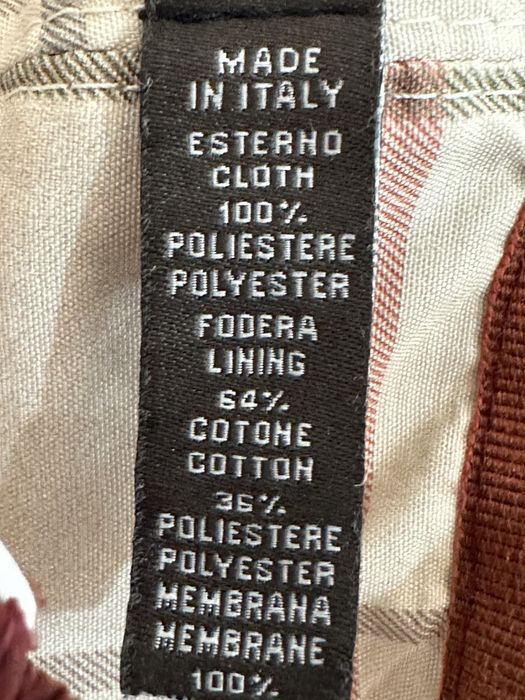 MADE
IN ITALY
ESTERNO
CLOTH
100%
POLIESTERE
POLYESTER
FODERA
LINING
64%
COTONE
COTTON
36%
POLIESTERE
POLYESTER
MEMBRANA
MEMBRANE
100%